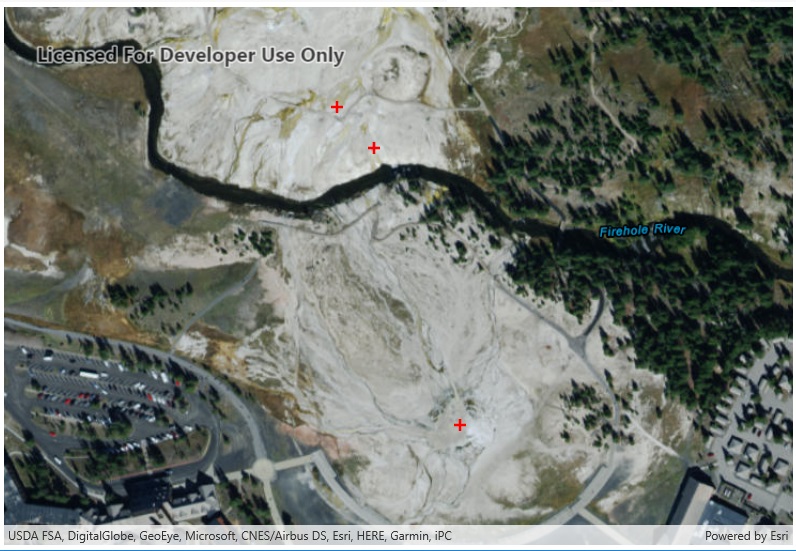 Licensed For Developer Use Only
Firehole River
USDA FSA, DigitalGlobe, GeoEye, Microsoft, CNES/Airbus DS, Esri, HERE, Garmin, iPC
Powered by Esri